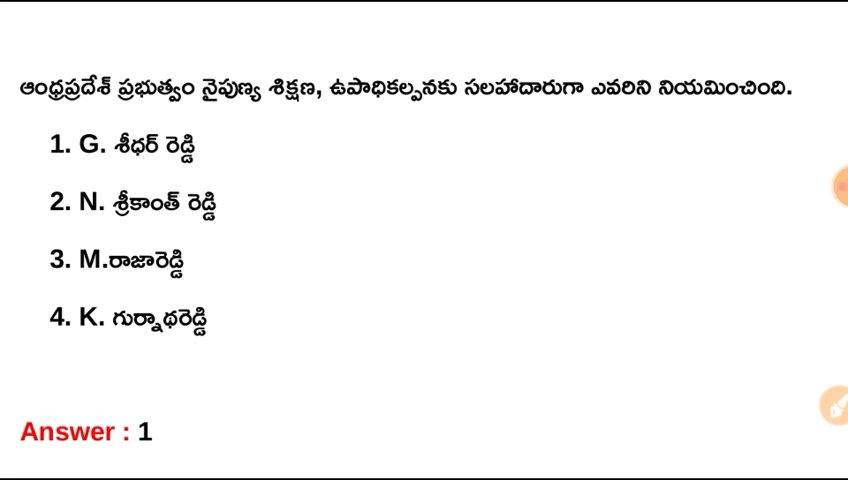 ఆంధ్రప్రదేశ్ ప్రభుత్వం నైపుణ్య శిక్షణ, ఉపాధికల్పనకు సలహాదారుగా ఎవరిని నియమించింది.
1. G. శీధర్ రెడ్డి
2. N. శ్రీకాంత్ రెడ్డి
3. M.రాజారెడ్డి
4. K. గుర్నాథరెడ్డి
Answer : 1